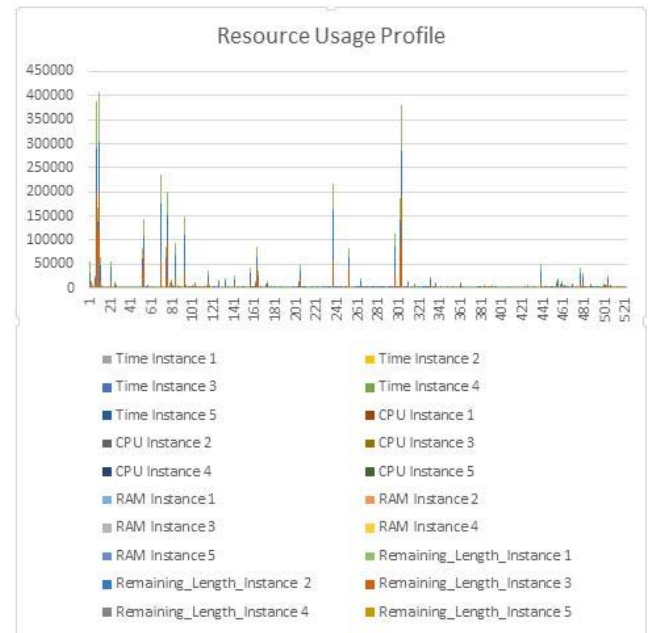 Resource Usage Profile
450000
400000
350000
300000
250000
200000
150000
100000
50000
0
1 21 41 61 81 101 121 141 161 181 201 221 241 261 281 301 321 341 361 381 401 421 441 461 481 501 521
Time Instance 1 Time Instance 2
Time Instance 3 Time Instance 4
Time Instance 5 CPU Instance 1
CPU Instance 2 CPU Instance 3
CPU Instance 4 CPU Instance 5
RAM Instance 1 RAM Instance 2
RAM Instance 3 RAM Instance 4
RAM Instance 5 Remaining_Length_Instance 1
Remaining_Length_Instance 2 Remaining_Length_Instance 3
Remaining_Length_Instance 4 Remaining_Length_Instance 5